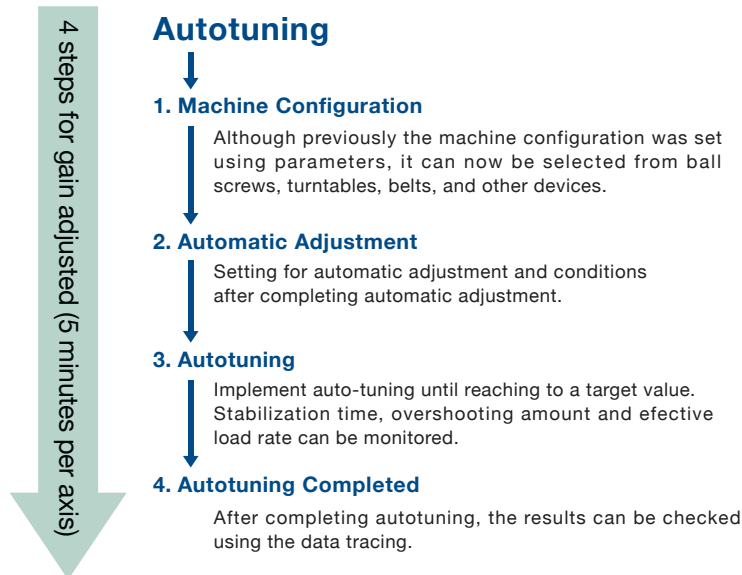 4 steps for gain adjusted (5 minutes per axis)
Autotuning
1. Machine Configuration
Although previously the machine configuration was set
using parameters, it can now be selected from ball
screws, turntables, belts, and other devices.
2. Automatic Adjustment
Setting for automatic adjustment and conditions
after completing automatic adjustment.
3. Autotuning
Implement auto-tuning until reaching to a target value.
Stabilization time, overshooting amount and efective
load rate can be monitored.
4. Autotuning Completed
After completing autotuning, the results can be checked
using the data tracing.